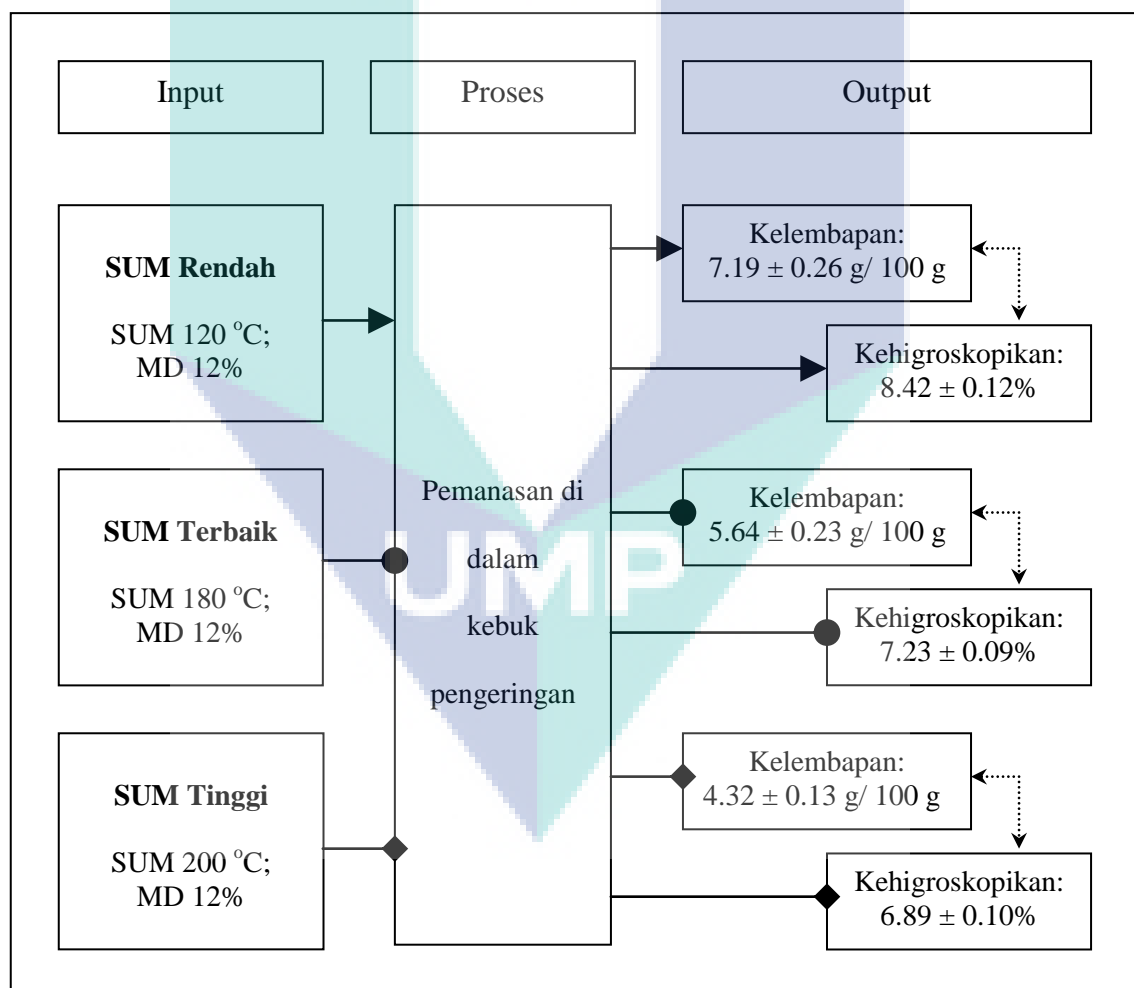 Input
Proses
Output
SUM Rendah
SUM 120 °C;
MD 12%
SUM Terbaik
SUM 180 °C;
MD 12%
SUM Tinggi
SUM 200 °C;
MD 12%
Pemanasan di
dalam
kebuk
pengeringan
UMP
Kelembapan:
7.19 ± 0.26 g/ 100 g
Kehigroskopikan:
8.42 ± 0.12%
Kelembapan:
5.64 ± 0.23 g/ 100 g
Kehigroskopikan:
7.23 ± 0.09%
Kelembapan:
4.32 ± 0.13 g/ 100 g
Kehigroskopikan:
6.89 ± 0.10%